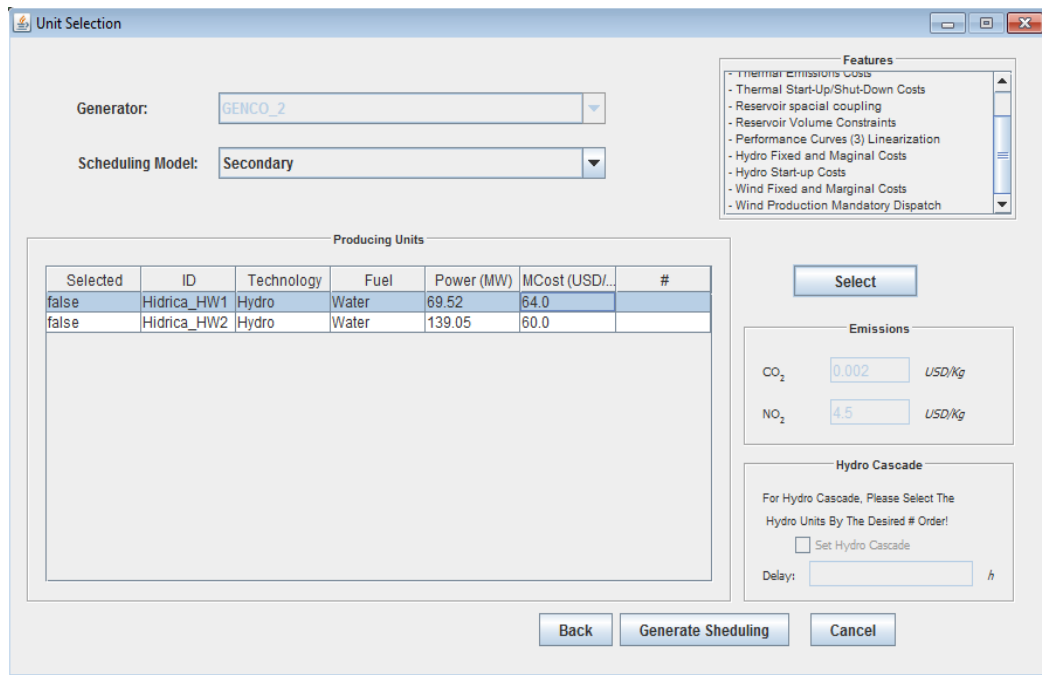 Unit Selection
Features
- Thermal Emissions Costs
- Thermal Start-Up/Shut-Down Costs
- Reservoir spacial coupling
- Reservoir Volume Constraints
- Performance Curves (3) Linearization
- Hydro Fixed and Maginal Costs
- Hydro Start-up Costs
- Wind Fixed and Marginal Costs
- Wind Production Mandatory Dispatch
Generator: GENCO_2
Scheduling Model: Secondary
Producing Units
Selected ID Technology Fuel Power (MW) MCost (USD/... #
false Hidrica_HW1 Hydro Water 69.52 64.0
false Hidrica_HW2 Hydro Water 139.05 60.0
Select
Emissions
CO2 0.002 USD/Kg
NO2 4.5 USD/Kg
Hydro Cascade
For Hydro Cascade, Please Select The
Hydro Units By The Desired # Order!
Set Hydro Cascade
Delay: h
Back Generate Sheduling Cancel